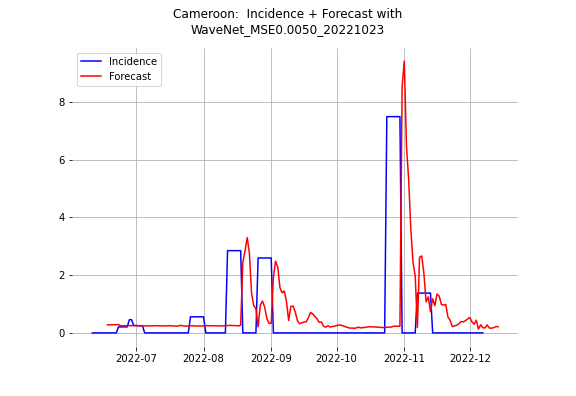 Cameroon:  Incidence + Forecast with
WaveNet_MSE0.0050_20221023
Incidence
Forecast
8
6
4
2
0
2022-07 2022-08 2022-09 2022-10 2022-11 2022-12